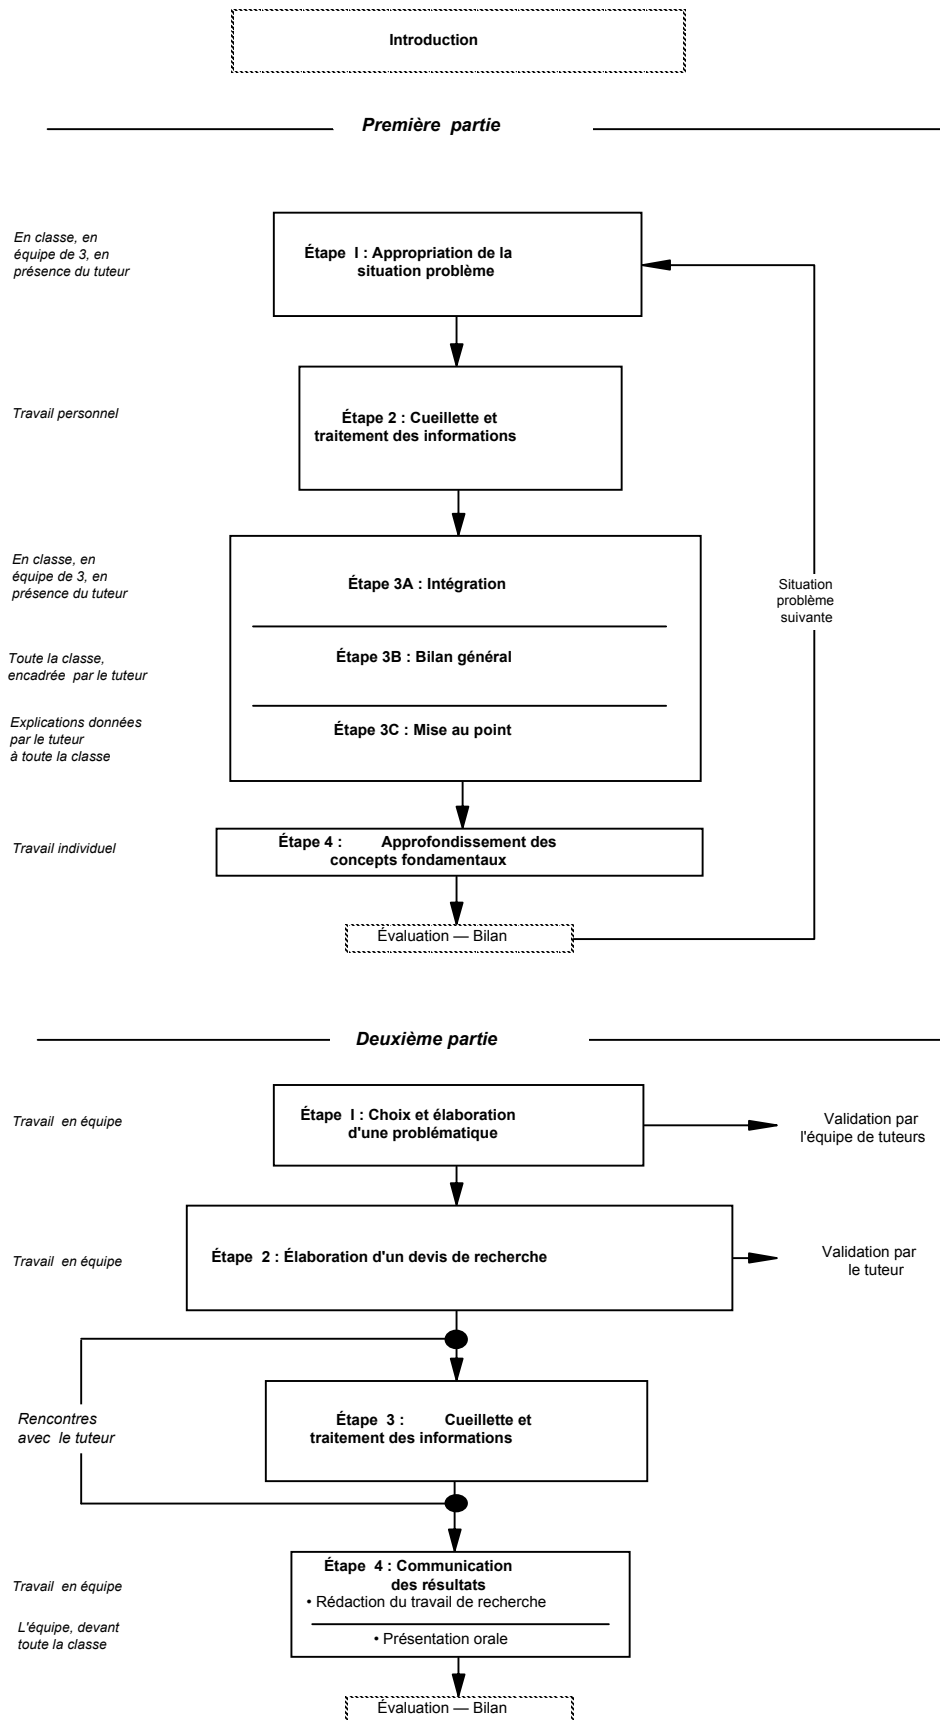 Introduction
Première partie
En classe, en
équipe de 3, en
présence du tuteur
Étape I : Appropriation de la
situation problème
Travail personnel
Étape 2 : Cueillette et
traitement des informations
En classe, en
équipe de 3, en
présence du tuteur
Étape 3A : Intégration
Situation
problème
suivante
Toute la classe,
encadrée par le tuteur
Étape 3B : Bilan général
Explications données
par le tuteur
à toute la classe
Étape 3C : Mise au point
Travail individuel
Étape 4 : Approfondissement des
concepts fondamentaux
Évaluation — Bilan
Deuxième partie
Travail en équipe
Étape I : Choix et élaboration
d'une problématique
Validation par
l'équipe de tuteurs
Travail en équipe
Étape 2 : Élaboration d'un devis de recherche
Validation par
le tuteur
Rencontres
avec le tuteur
Étape 3 : Cueillette et
traitement des informations
Travail en équipe
Étape 4 : Communication
des résultats
• Rédaction du travail de recherche
L'équipe, devant
toute la classe
• Présentation orale
Évaluation — Bilan